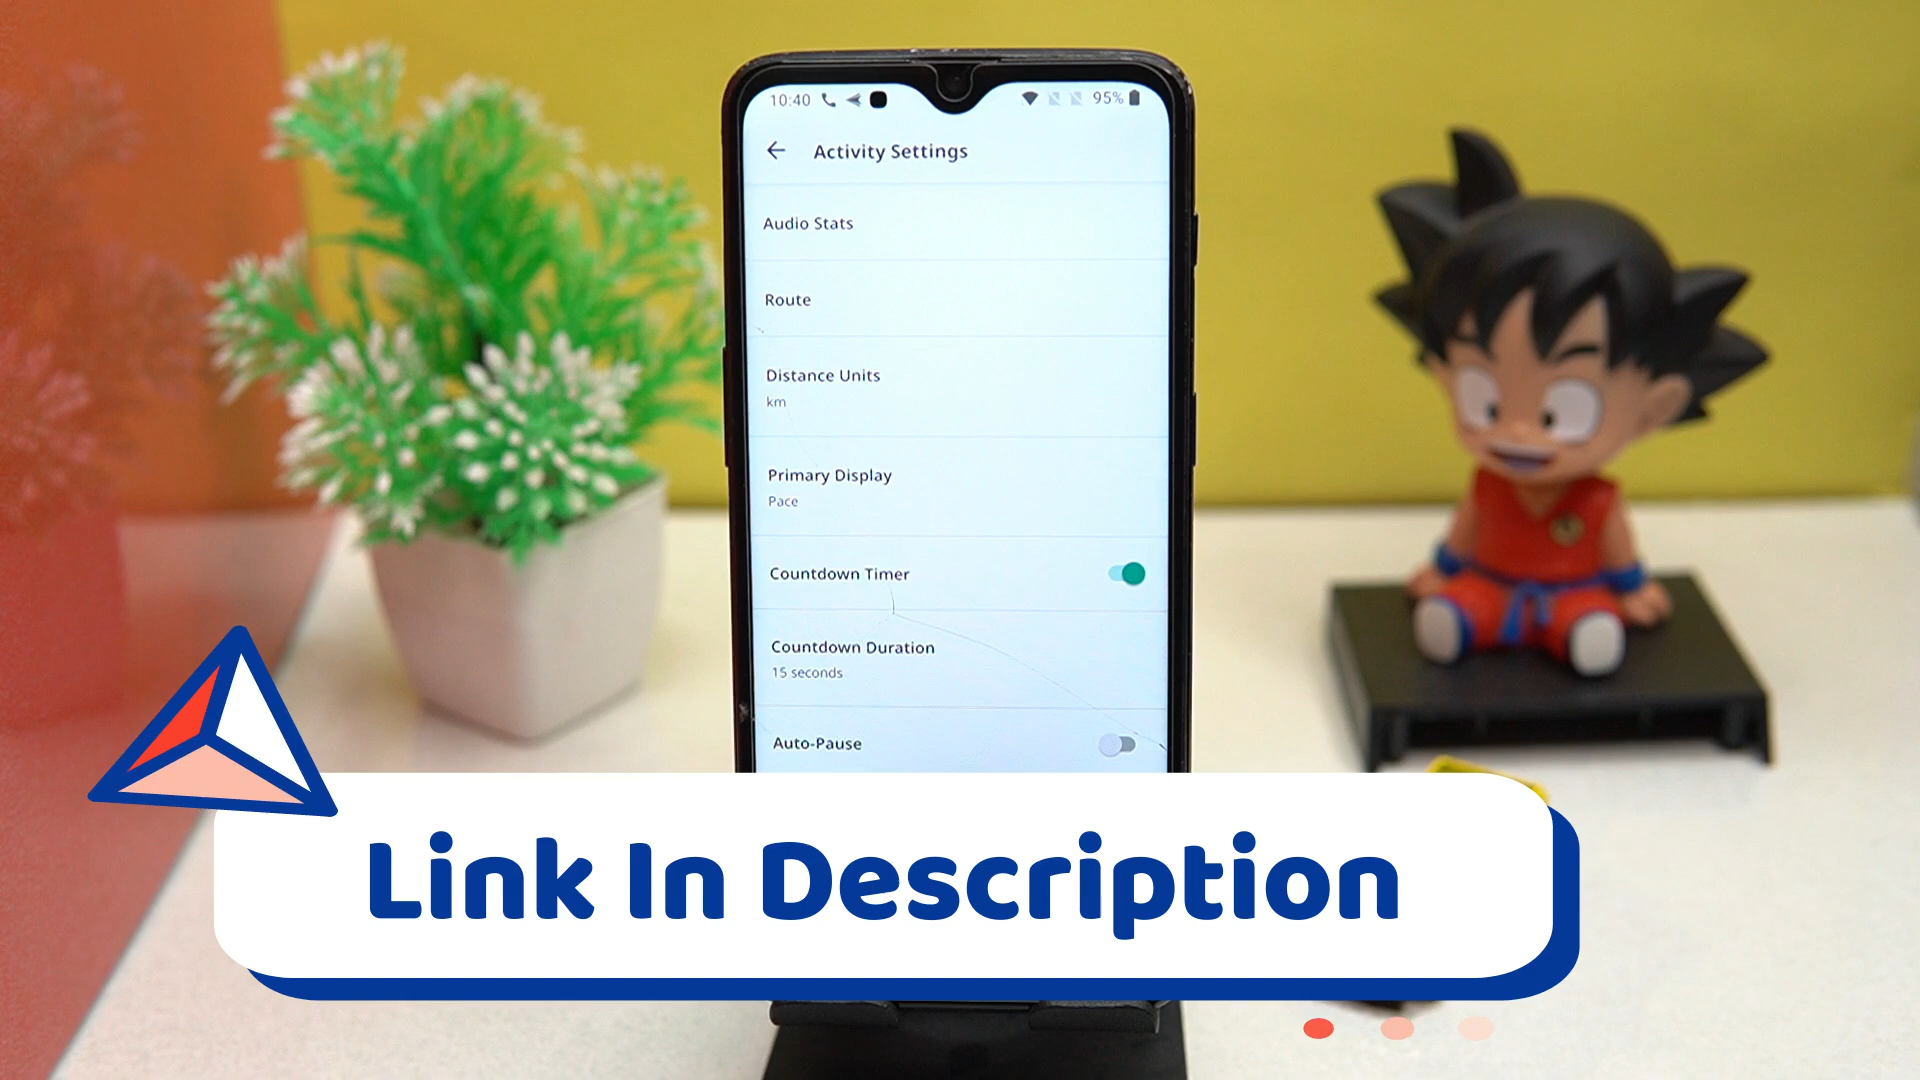 10:40
95%
Activity Settings
Audio Stats
Route
Distance Units
km
Primary Display
Pace
Countdown Timer
Countdown Duration
15 seconds
Auto-Pause
Link In Description